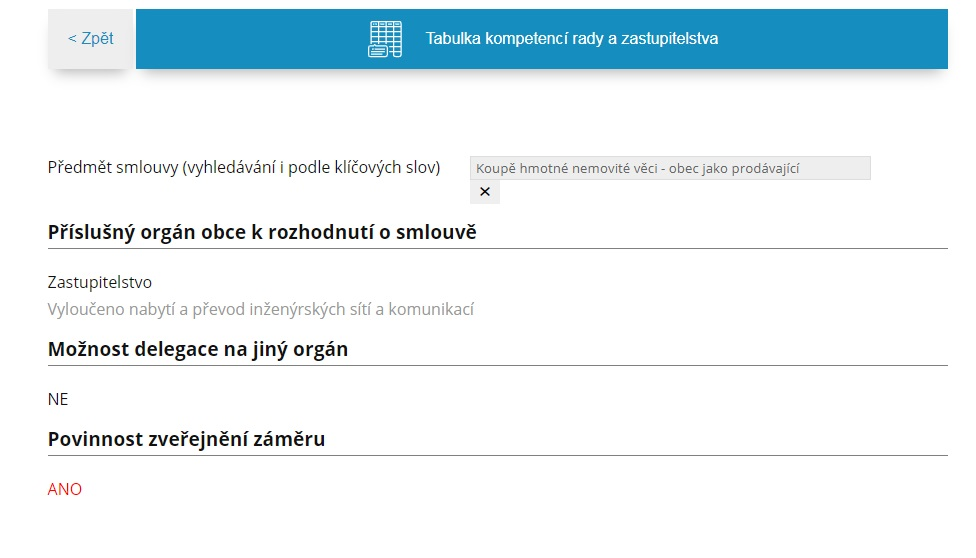 < Zpět
Tabulka kompetencí rady a zastupitelstva
Předmět smlouvy (vyhledávání i podle klíčových slov)
Koupě hmotné nemovité věci - obec jako prodávající
✕
Příslušný orgán obce k rozhodnutí o smlouvě
Zastupitelstvo
Vyloučeno nabytí a převod inženýrských sítí a komunikací
Možnost delegace na jiný orgán
NE
Povinnost zveřejnění záměru
ANO